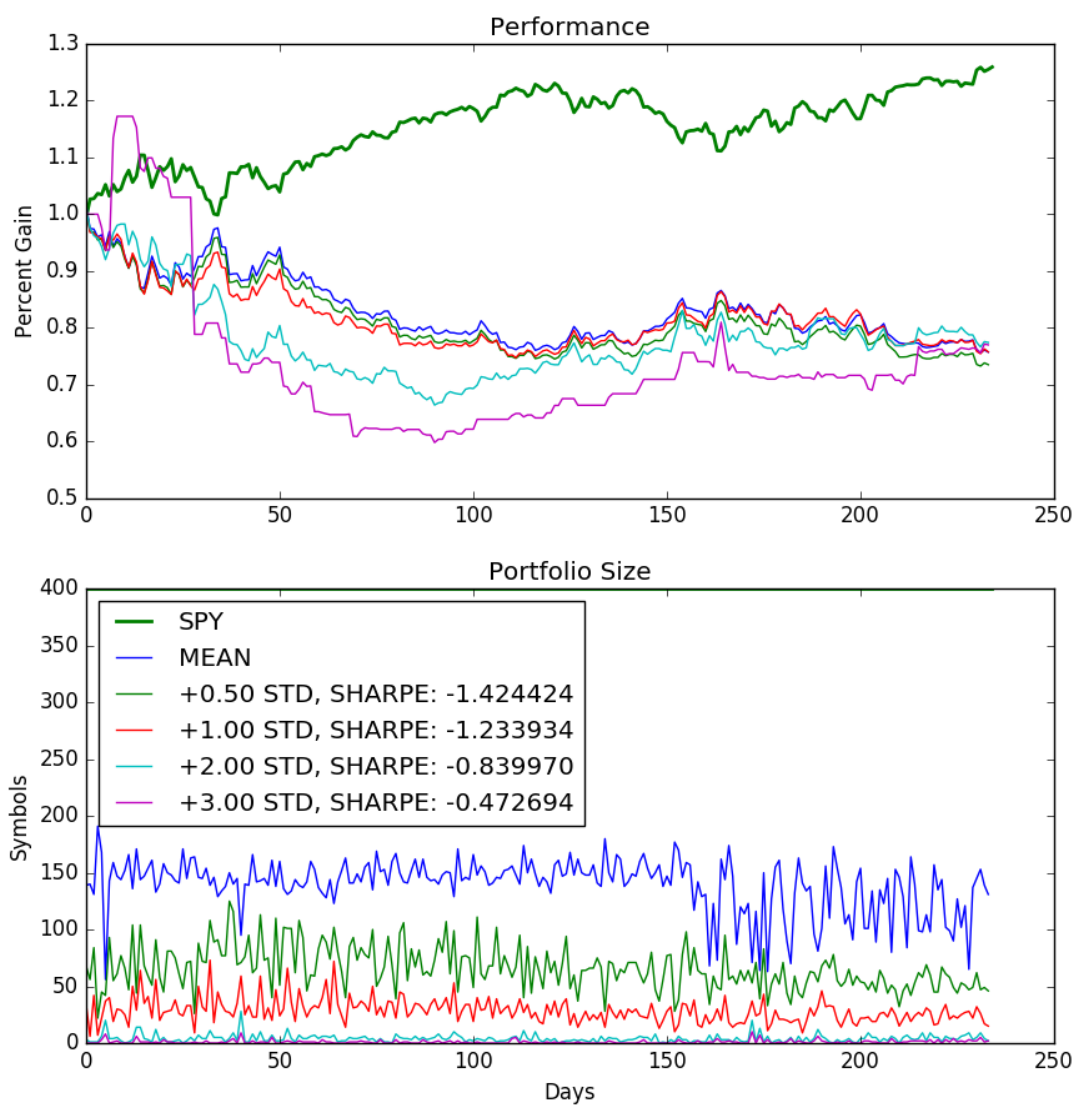 Performance
1.3
1.2
1.1
1.0
0.9
0.8
0.7
0.6
0.5
Percent Gain
0 50 100 150 200 250
Portfolio Size
400
350
300
250
200
150
100
50
0
Symbols
SPY
MEAN
+0.50 STD, SHARPE: -1.424424
+1.00 STD, SHARPE: -1.233934
+2.00 STD, SHARPE: -0.839970
+3.00 STD, SHARPE: -0.472694
0 50 100 150 200 250
Days